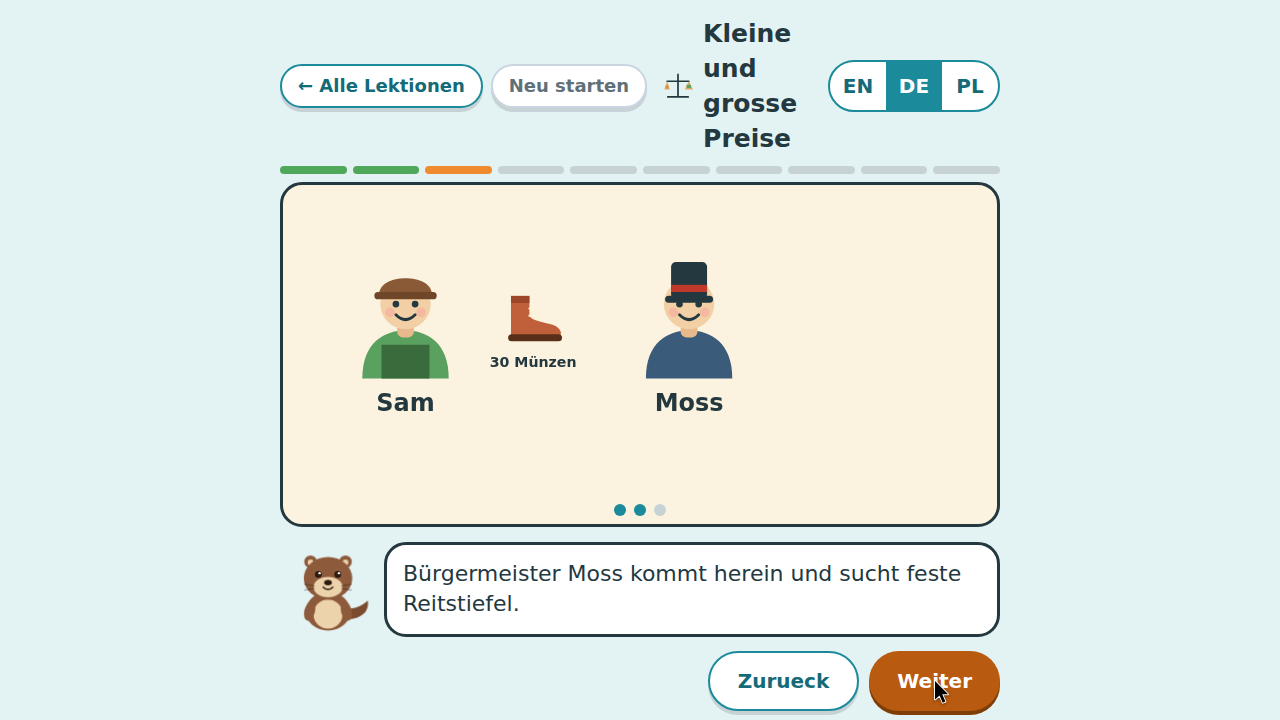 ← Alle Lektionen
Neu starten
Kleine
und
grosse
Preise
EN DE PL
30 Münzen
Sam
Moss
Bürgermeister Moss kommt herein und sucht feste
Reitstiefel.
Zurueck
Weiter